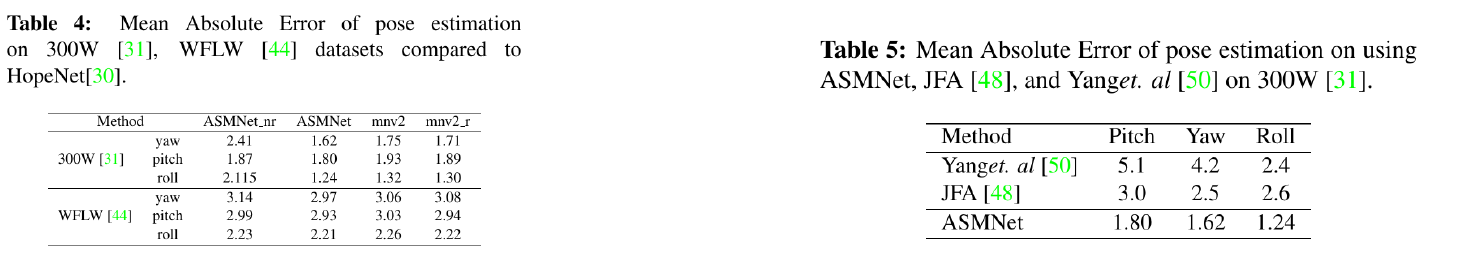 Table 4: Mean Absolute Error of pose estimation
on 300W [31], WFLW [44] datasets compared to
HopeNet[30].
Method ASMNet_nr ASMNet mnv2 mnv2_r
yaw 2.41 1.62 1.75 1.71
300W [31] pitch 1.87 1.80 1.93 1.89
roll 2.115 1.24 1.32 1.30
yaw 3.14 2.97 3.06 3.08
WFLW [44] pitch 2.99 2.93 3.03 2.94
roll 2.23 2.21 2.26 2.22
Table 5: Mean Absolute Error of pose estimation on using
ASMNet, JFA [48], and Yanget. al [50] on 300W [31].
Method Pitch Yaw Roll
Yanget. al [50] 5.1 4.2 2.4
JFA [48] 3.0 2.5 2.6
ASMNet 1.80 1.62 1.24